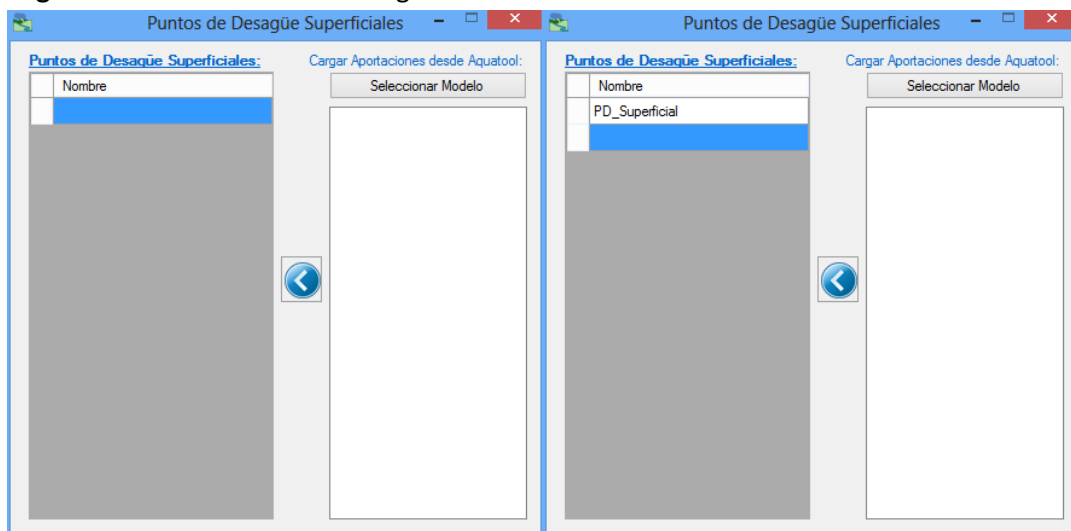 Puntos de Desagüe Superficiales
Puntos de Desagüe Superficiales:
Cargar Aportaciones desde Aquatool:
Nombre
Seleccionar Modelo
Puntos de Desagüe Superficiales
Puntos de Desagüe Superficiales:
Cargar Aportaciones desde Aquatool:
Nombre
Seleccionar Modelo
PD_Superficial